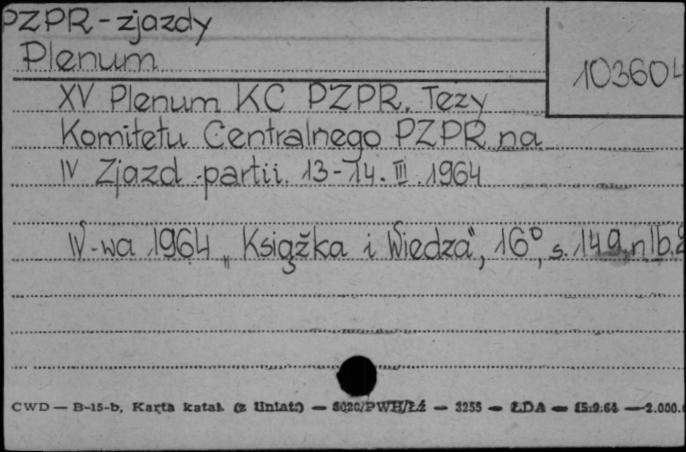 PZPR - zjazdy
Plenum
103604
XV Plenum KC PZPR. Tezy
Komitetu Centralnego PZPR na
IV Zjazd partii. 13-14. III. 1964
W-wa 1964 „Książka i Wiedza", 16°, s. 149, nlb.
CWD — B-15-b, Karta katal. (z Uniat.) — 8020/PWH/Łź — 3255 — ŁDA — 15.9.64 — 2.000.